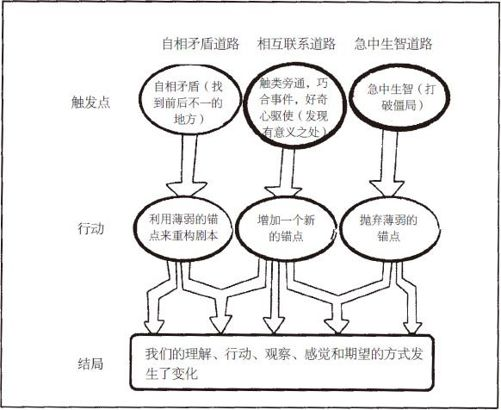 自相矛盾道路 相互联系道路 急中生智道路
触发点
自相矛盾（找
到前后不一的
地方）
触类旁通，巧
合事件，好奇
心驱使（发现
有意义之处）
急中生智（打
破僵局）
行动
利用薄弱的锚
点来重构剧本
增加一个新
的锚点
抛弃薄弱的
锚点
结局
我们的理解、行动、观察、感觉和期望的方式发
生了变化